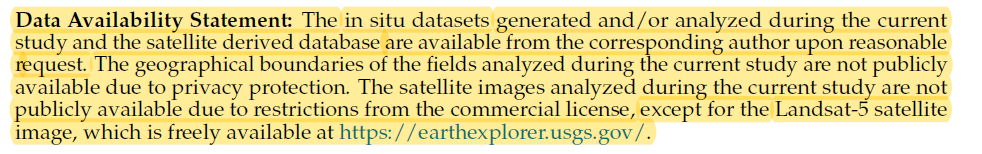 Data Availability Statement: The in situ datasets generated and/or analyzed during the current
study and the satellite derived database are available from the corresponding author upon reasonable
request. The geographical boundaries of the fields analyzed during the current study are not publicly
available due to privacy protection. The satellite images analyzed during the current study are not
publicly available due to restrictions from the commercial license, except for the Landsat-5 satellite
image, which is freely available at https://earthexplorer.usgs.gov/.